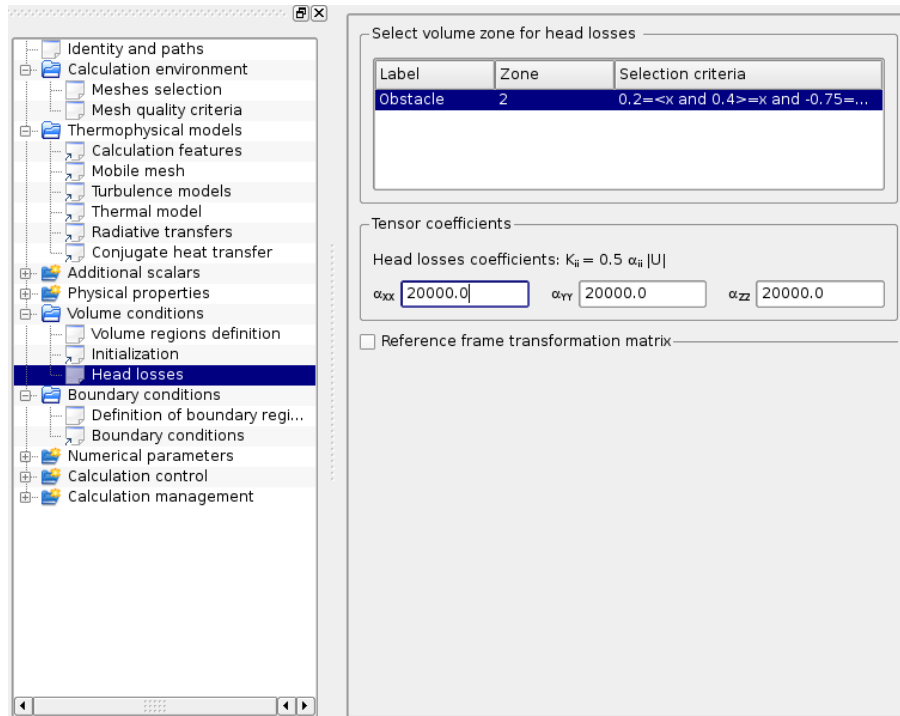 Identity and paths
Calculation environment
Meshes selection
Mesh quality criteria
Thermophysical models
Calculation features
Mobile mesh
Turbulence models
Thermal model
Radiative transfers
Conjugate heat transfer
Additional scalars
Physical properties
Volume conditions
Volume regions definition
Initialization
Head losses
Boundary conditions
Definition of boundary regi...
Boundary conditions
Numerical parameters
Calculation control
Calculation management
Select volume zone for head losses
Label Zone Selection criteria
Obstacle 2 0.2=<x and 0.4>=x and -0.75=...
Tensor coefficients
Head losses coefficients: Kᵢᵢ = 0.5 αᵢᵢ |U|
αXX 20000.0 αYY 20000.0 αZZ 20000.0
Reference frame transformation matrix